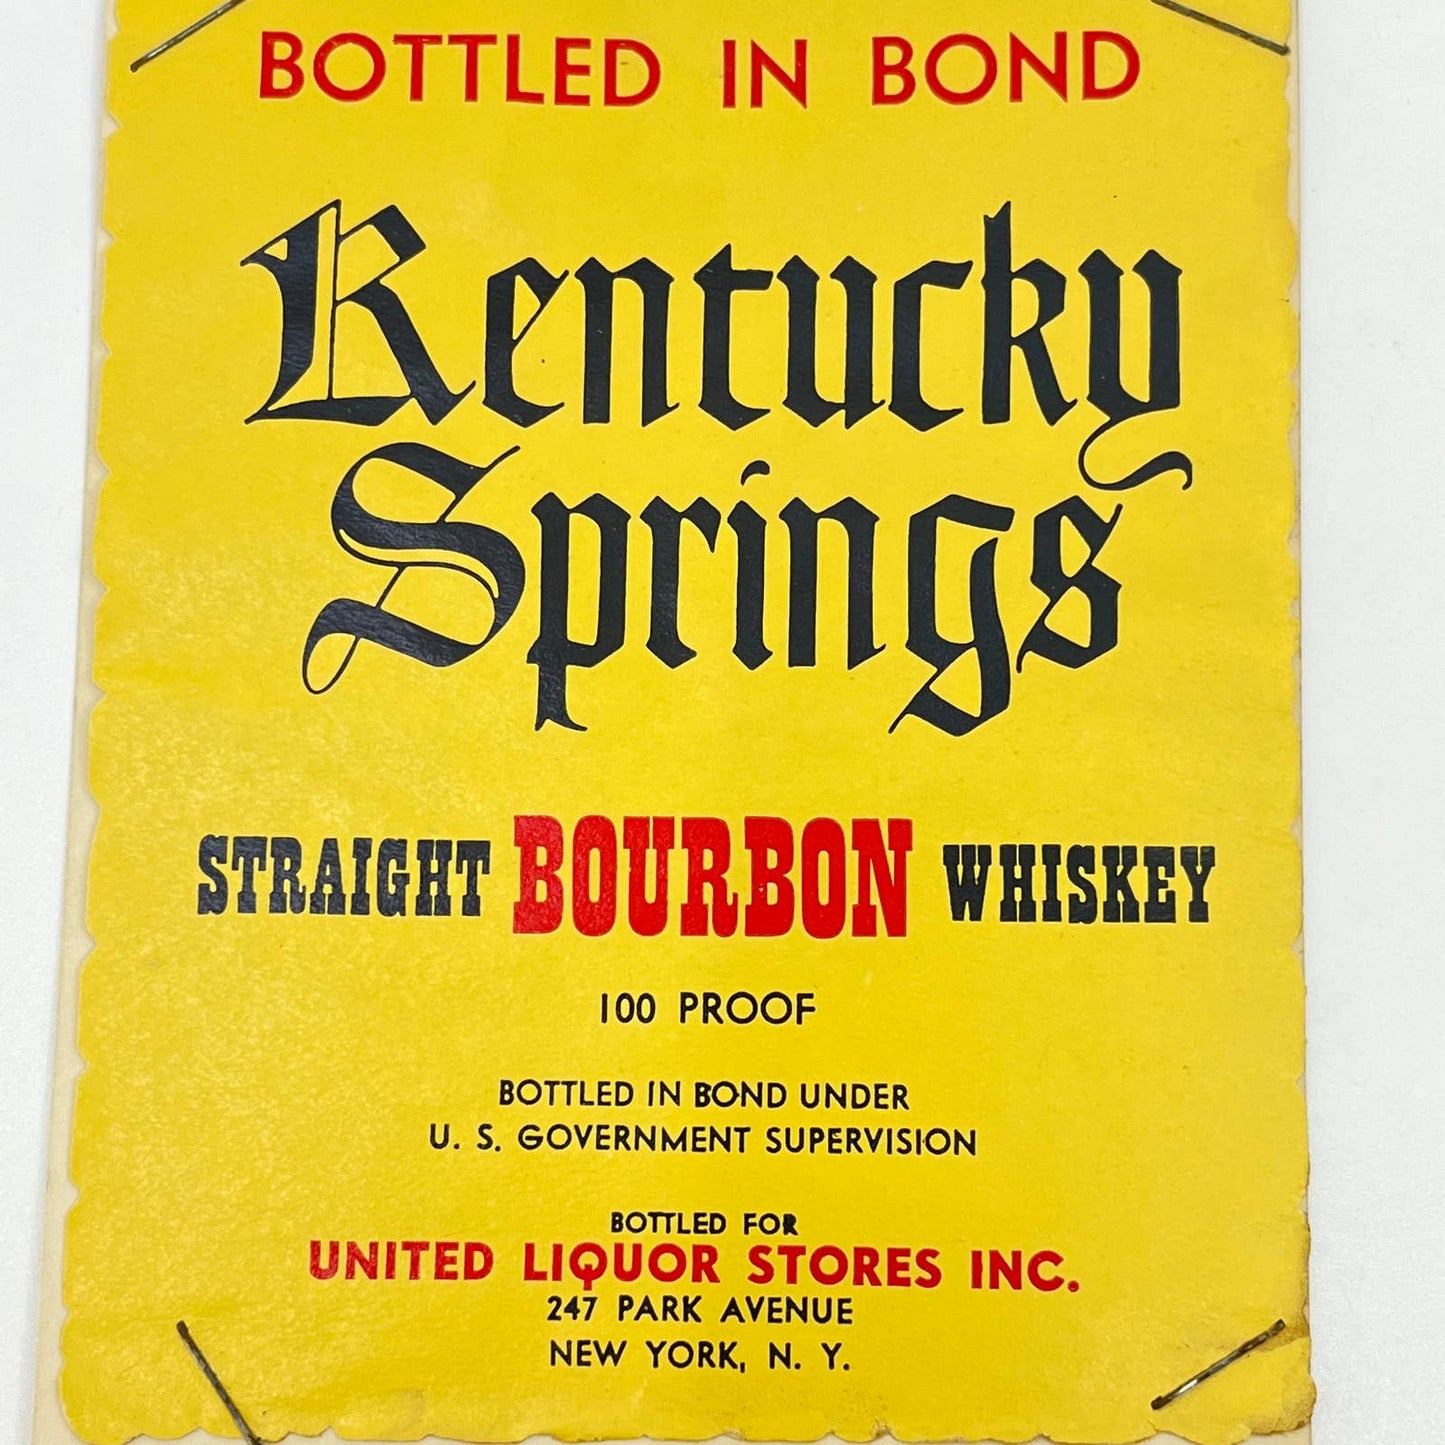 BOTTLED IN BOND
Kentucky
Springs
STRAIGHT BOURBON WHISKEY
100 PROOF
BOTTLED IN BOND UNDER
U. S. GOVERNMENT SUPERVISION
BOTTLED FOR
UNITED LIQUOR STORES INC.
247 PARK AVENUE
NEW YORK, N. Y.